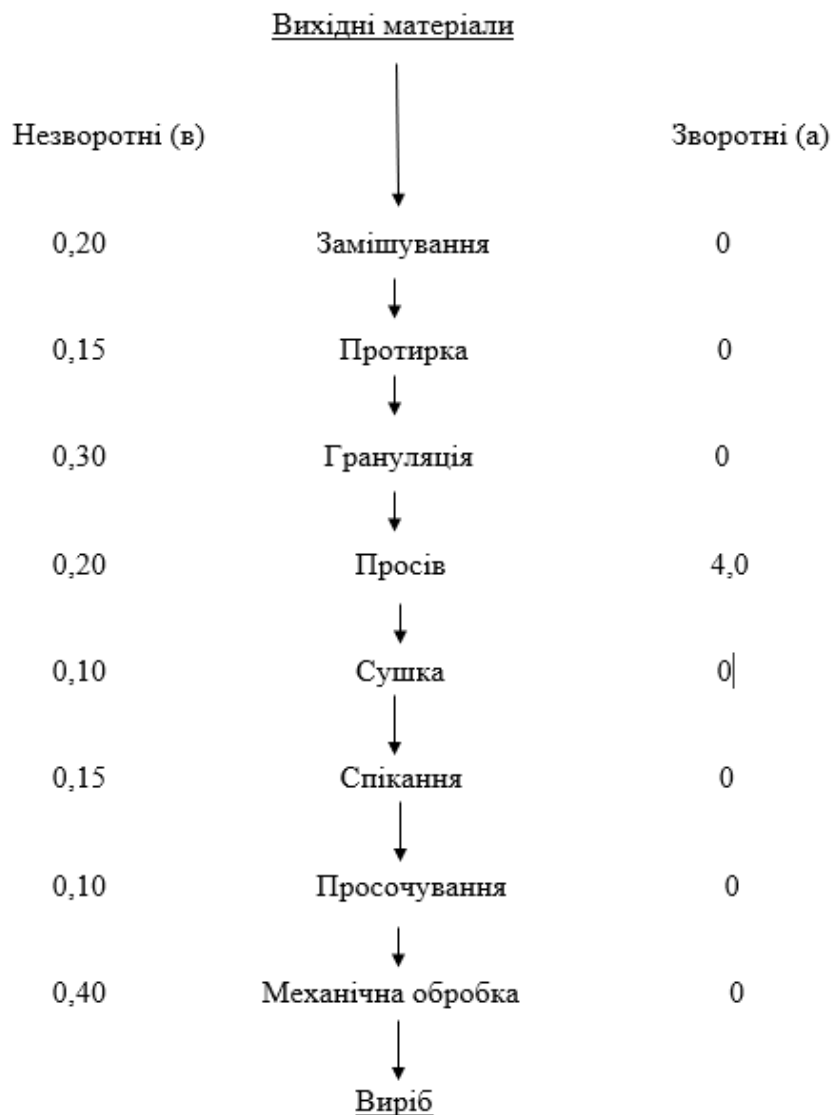 Вихідні матеріали
Незворотні (в) Зворотні (а)
0,20 Замішування 0
0,15 Протирка 0
0,30 Грануляція 0
0,20 Просів 4,0
0,10 Сушка 0
0,15 Спікання 0
0,10 Просочування 0
0,40 Механічна обробка 0
Виріб